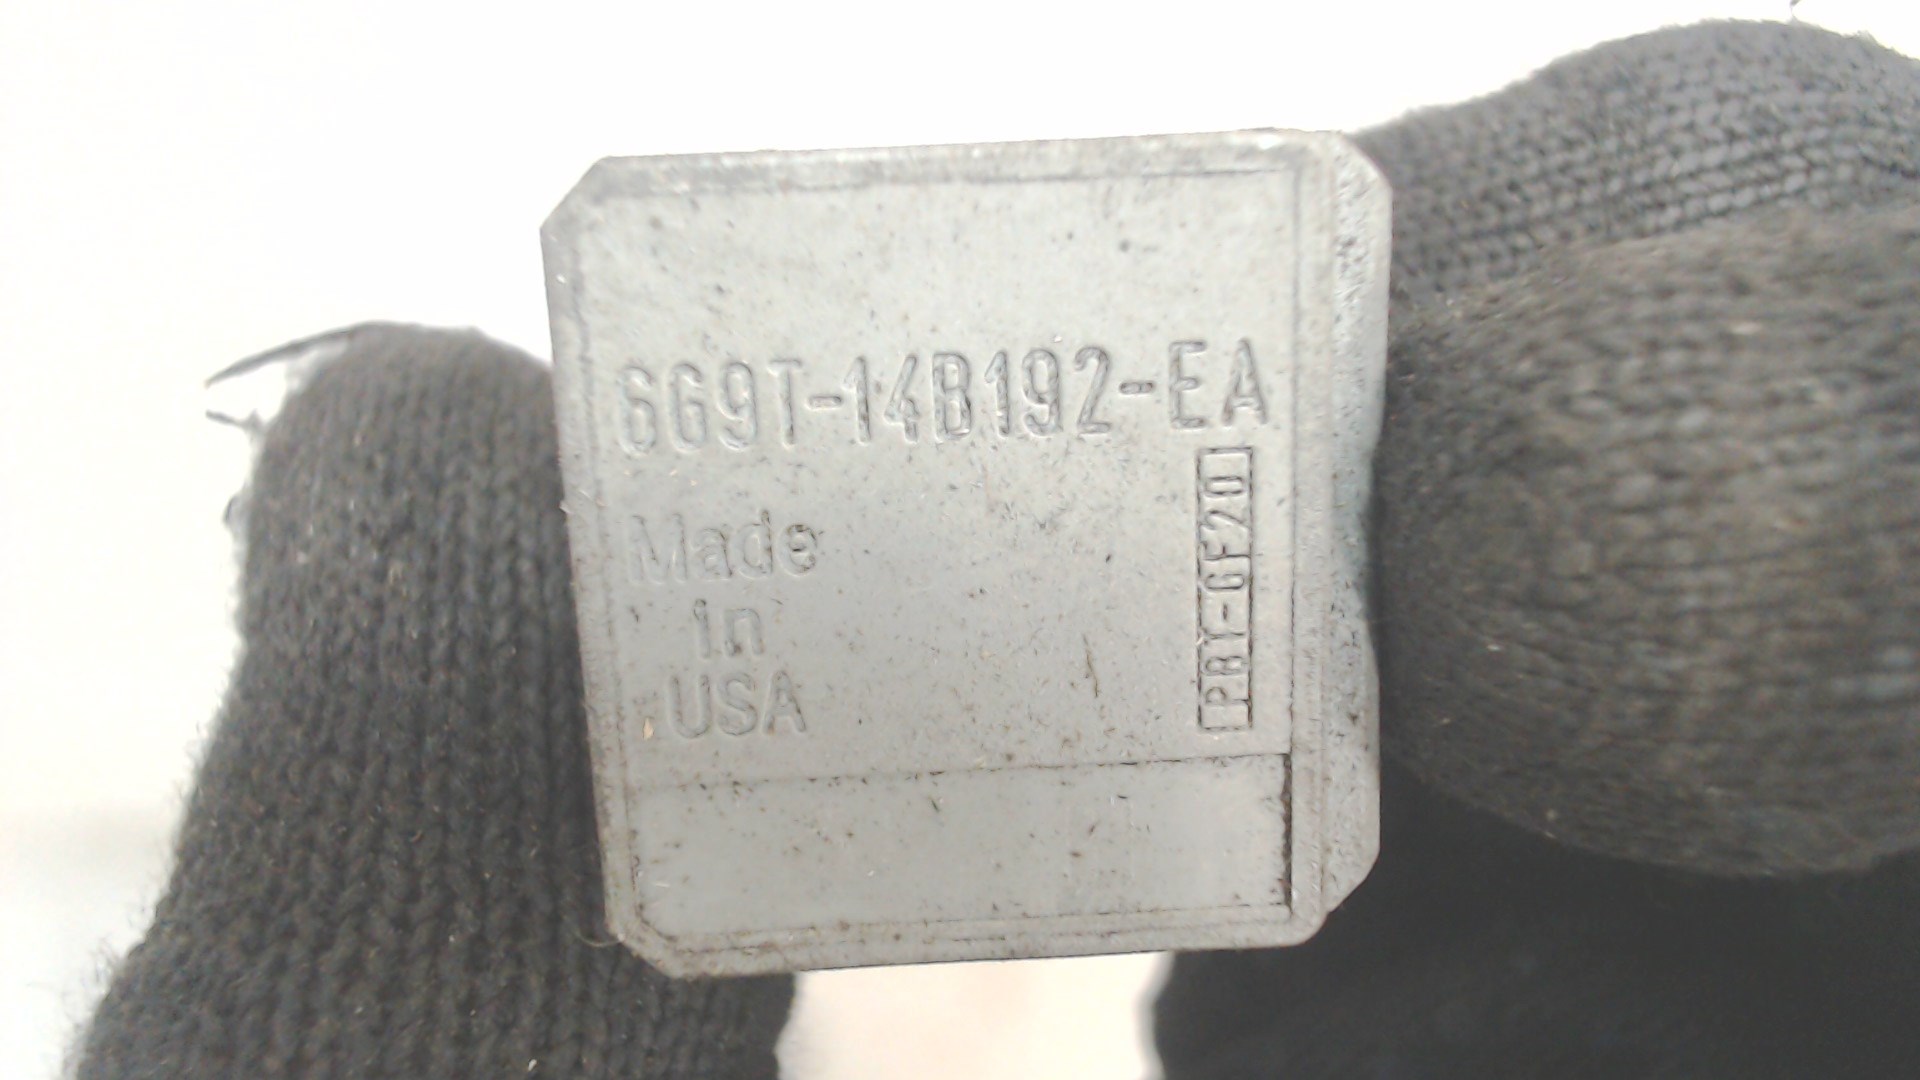 6G9T-14B192-EA
Made
in
USA
PBT-GF20